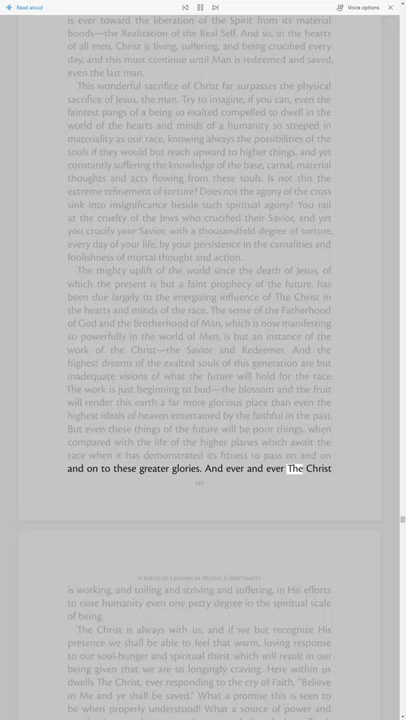 Read aloud
Voice options
is ever toward the liberation of the Spirit from its material
bonds—the Realization of the Real Self. And so, in the hearts
of all men, Christ is living, suffering, and being crucified every
day, and this must continue until Man is redeemed and saved,
even the last man.
This wonderful sacrifice of Christ far surpasses the physical
sacrifice of Jesus, the man. Try to imagine, if you can, even the
faintest pangs of a being so exalted compelled to dwell in the
world of the hearts and minds of a humanity so steeped in
materiality as our race, knowing always the possibilities of the
souls if they would but reach upward to higher things, and yet
constantly suffering the knowledge of the base, carnal, material
thoughts and acts flowing from these souls. Is not this the
extreme refinement of torture? Does not the agony of the cross
sink into insignificance beside such spiritual agony? You rail
at the cruelty of the Jews who crucified their Savior, and yet
you crucify your Savior, with a thousandfold degree of torture,
every day of your life, by your persistence in the carnalities and
foolishness of mortal thought and action.
The mighty uplift of the world since the death of Jesus, of
which the present is but a faint prophecy of the future, has
been due largely to the energizing influence of The Christ in
the hearts and minds of the race. The sense of the Fatherhood
of God and the Brotherhood of Man, which is now manifesting
so powerfully in the world of Men, is but an instance of the
work of the Christ—the Savior and Redeemer. And the
highest dreams of the exalted souls of this generation are but
inadequate visions of what the future will hold for the race.
The work is just beginning to bud—the blossom and the fruit
will render this earth a far more glorious place than even the
highest ideals of heaven entertained by the faithful in the past.
But even these things of the future will be poor things, when
compared with the life of the higher planes which await the
race when it has demonstrated its fitness to pass on and on
and on to these greater glories. And ever and ever The Christ
147
A Series of Lessons in Mystic Christianity
is working, and toiling and striving and suffering, in His efforts
to raise humanity even one petty degree in the spiritual scale
of being.
The Christ is always with us, and if we but recognize His
presence we shall be able to feel that warm, loving response
to our soul-hunger and spiritual thirst which will result in our
being given that we are so longingly craving. Here within us
dwells The Christ, ever responding to the cry of Faith, "Believe
in Me and ye shall be saved." What a promise this is seen to
be when properly understood! What a source of power and